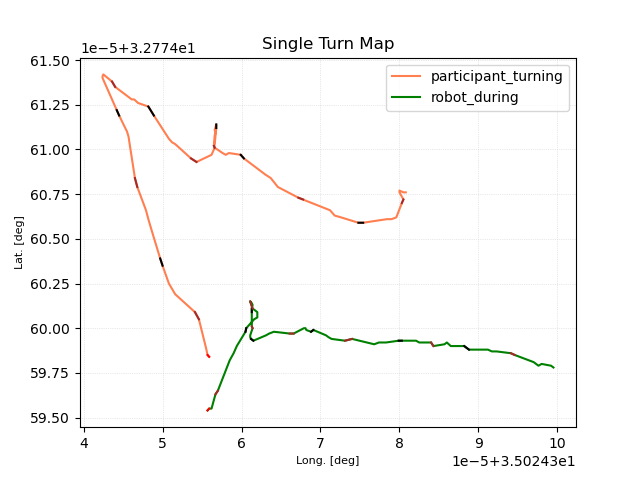 Single Turn Map
1e−5+3.2774e1
participant_turning
robot_during
61.50
61.25
61.00
60.75
60.50
60.25
60.00
59.75
59.50
Lat. [deg]
4 5 6 7 8 9 10
Long. [deg]
1e−5+3.50243e1